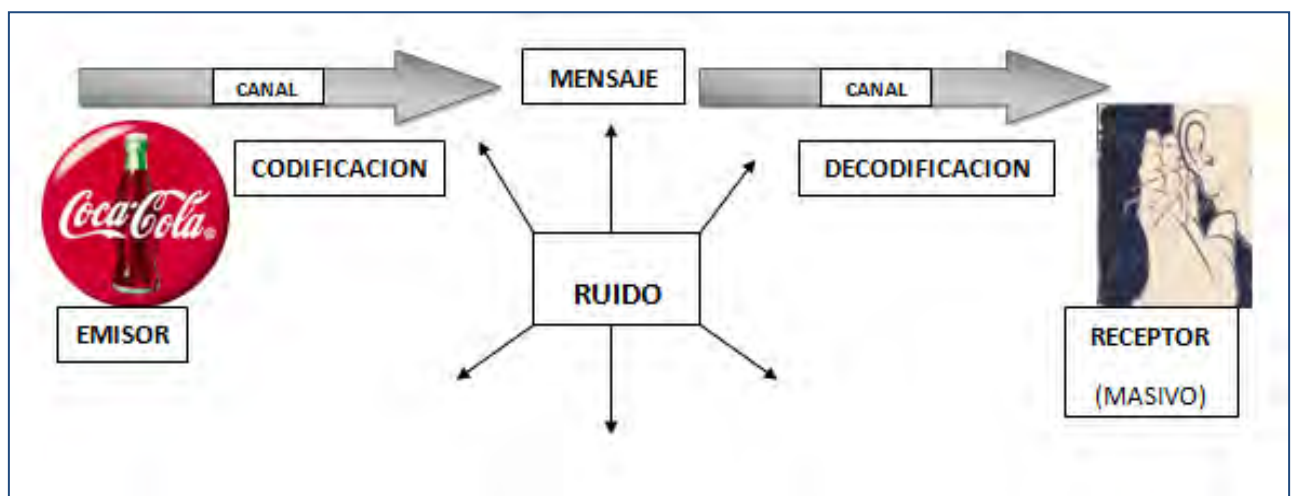 CANAL
MENSAJE
CANAL
CODIFICACION
DECODIFICACION
Coca-Cola
RUIDO
EMISOR
RECEPTOR
(MASIVO)